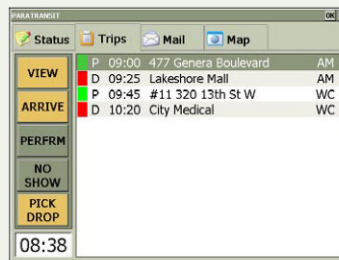 PARATRANSIT OK
Status Trips Mail Map
VIEW
ARRIVE
PERFRM
NO SHOW
PICK DROP
08:38
P 09:00 477 Genera Boulevard AM
D 09:25 Lakeshore Mall AM
P 09:45 #11 320 13th St W WC
D 10:20 City Medical WC